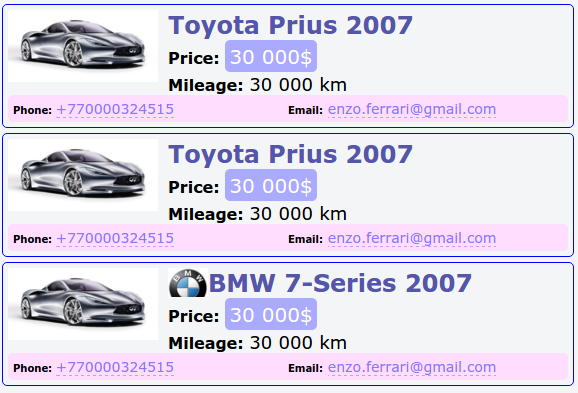 Toyota Prius 2007
Price: 30 000$
Mileage: 30 000 km
Phone: +770000324515 Email: enzo.ferrari@gmail.com
Toyota Prius 2007
Price: 30 000$
Mileage: 30 000 km
Phone: +770000324515 Email: enzo.ferrari@gmail.com
BMW BMW 7-Series 2007
Price: 30 000$
Mileage: 30 000 km
Phone: +770000324515 Email: enzo.ferrari@gmail.com